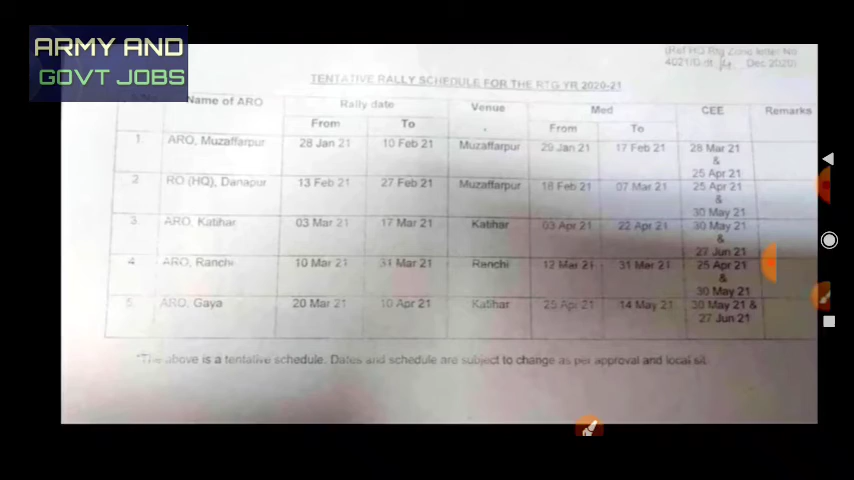 ARMY AND
GOVT JOBS
(Ref HQ Rtg Zone letter No
4021/ dt Dec 2020)
TENTATIVE RALLY SCHEDULE FOR THE RTG YR 2020-21
Name of ARO Rally date Venue Med CEE Remarks
From To From To
1 ARO, Muzaffarpur 28 Jan 21 10 Feb 21 Muzaffarpur 29 Jan 21 17 Feb 21 28 Mar 21 & 25 Apr 21
2 RO (HQ), Danapur 13 Feb 21 27 Feb 21 Muzaffarpur 18 Feb 21 07 Mar 21 25 Apr 21 & 30 May 21
3 ARO, Katihar 03 Mar 21 17 Mar 21 Katihar 03 Apr 21 22 Apr 21 30 May 21 & 27 Jun 21
4 ARO, Ranchi 10 Mar 21 31 Mar 21 Ranchi 12 Mar 21 31 Mar 21 25 Apr 21 & 30 May 21
5 ARO, Gaya 20 Mar 21 10 Apr 21 Katihar 25 Apr 21 14 May 21 30 May 21 & 27 Jun 21
*The above is a tentative schedule. Dates and schedule are subject to change as per approval and local sit.